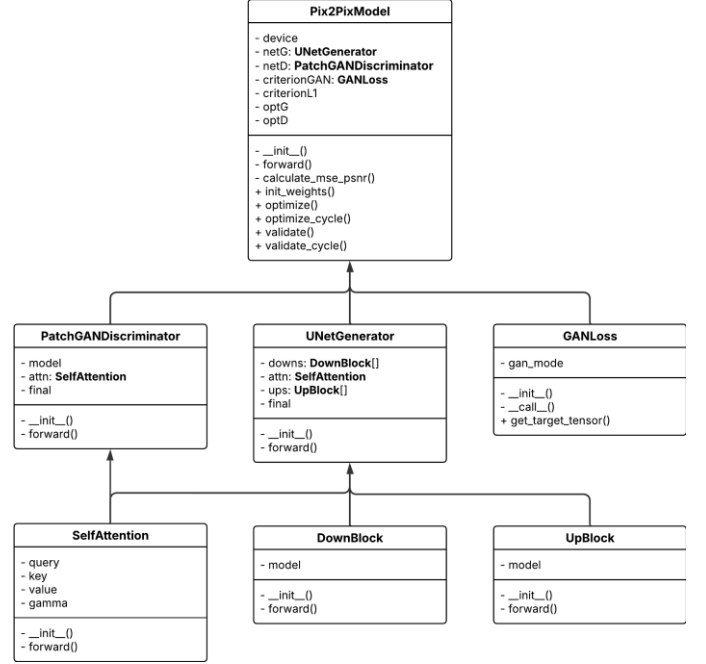 Pix2PixModel
- device
- netG: UNetGenerator
- netD: PatchGANDiscriminator
- criterionGAN: GANLoss
- criterionL1
- optG
- optD
- __init__()
- forward()
- calculate_mse_psnr()
+ init_weights()
+ optimize()
+ optimize_cycle()
+ validate()
+ validate_cycle()
PatchGANDiscriminator
- model
- attn: SelfAttention
- final
- __init__()
- forward()
UNetGenerator
- downs: DownBlock[]
- attn: SelfAttention
- ups: UpBlock[]
- final
- __init__()
- forward()
GANLoss
- gan_mode
- __init__()
- __call__()
+ get_target_tensor()
SelfAttention
- query
- key
- value
- gamma
- __init__()
- forward()
DownBlock
- model
- __init__()
- forward()
UpBlock
- model
- __init__()
- forward()